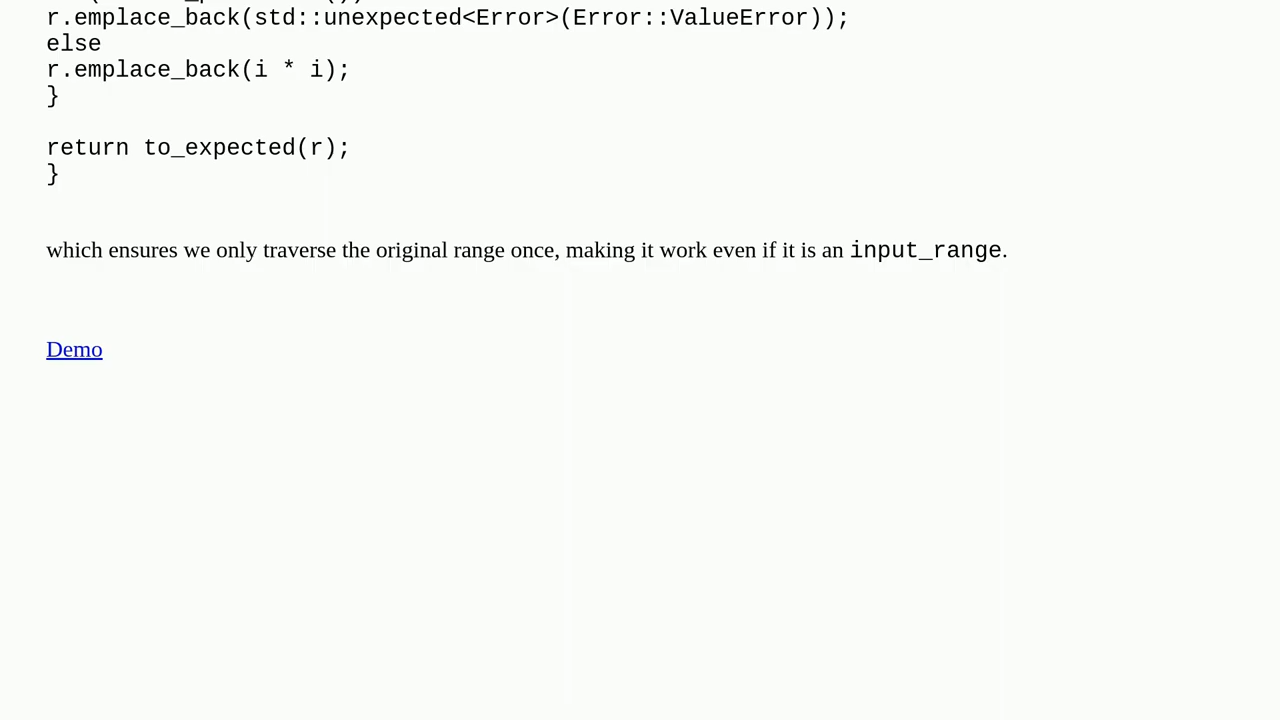 r.emplace_back(std::unexpected<Error>(Error::ValueError));
else
r.emplace_back(i * i);
}
return to_expected(r);
}
which ensures we only traverse the original range once, making it work even if it is an input_range.
Demo